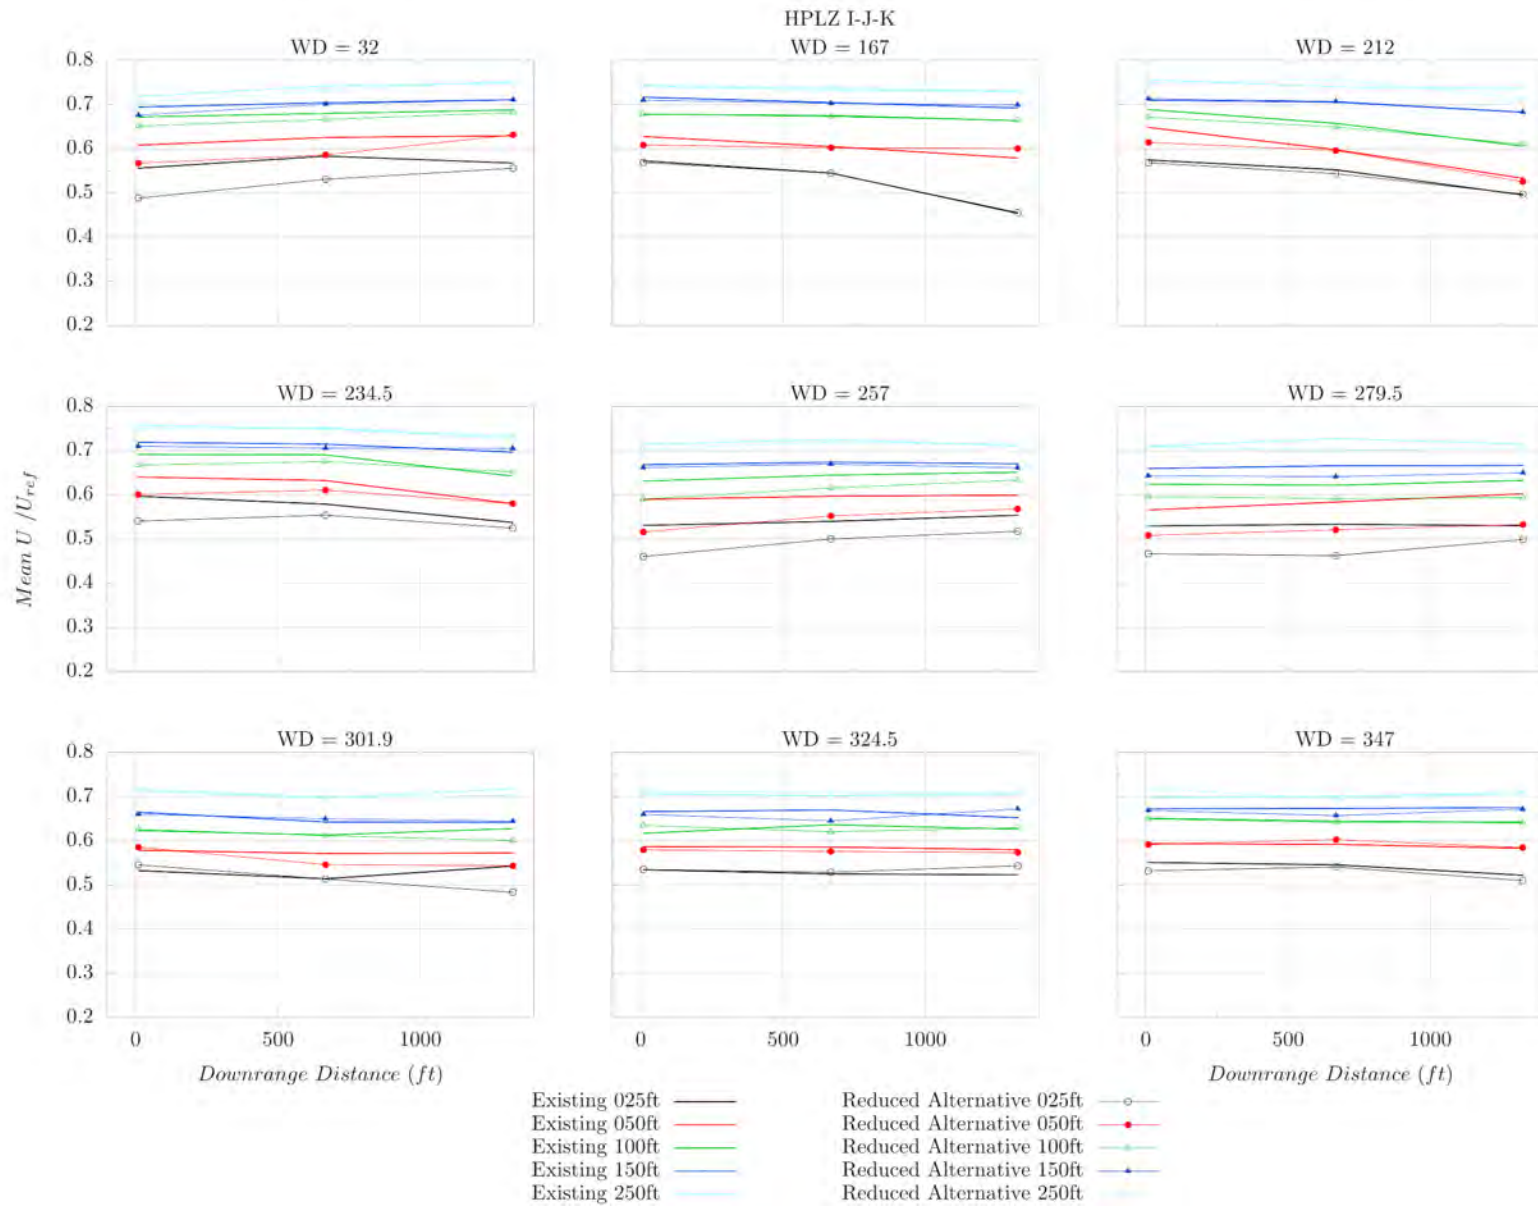 HPLZ I-J-K
WD = 32
WD = 167
WD = 212
0.8
0.7
0.6
0.5
0.4
0.3
0.2
WD = 234.5
WD = 257
WD = 279.5
0.8
0.7
0.6
0.5
0.4
0.3
0.2
Mean U /U_ref
WD = 301.9
WD = 324.5
WD = 347
0.8
0.7
0.6
0.5
0.4
0.3
0.2
0 500 1000
0 500 1000
0 500 1000
Downrange Distance (ft)
Downrange Distance (ft)
Existing 025ft
Existing 050ft
Existing 100ft
Existing 150ft
Existing 250ft
Reduced Alternative 025ft
Reduced Alternative 050ft
Reduced Alternative 100ft
Reduced Alternative 150ft
Reduced Alternative 250ft